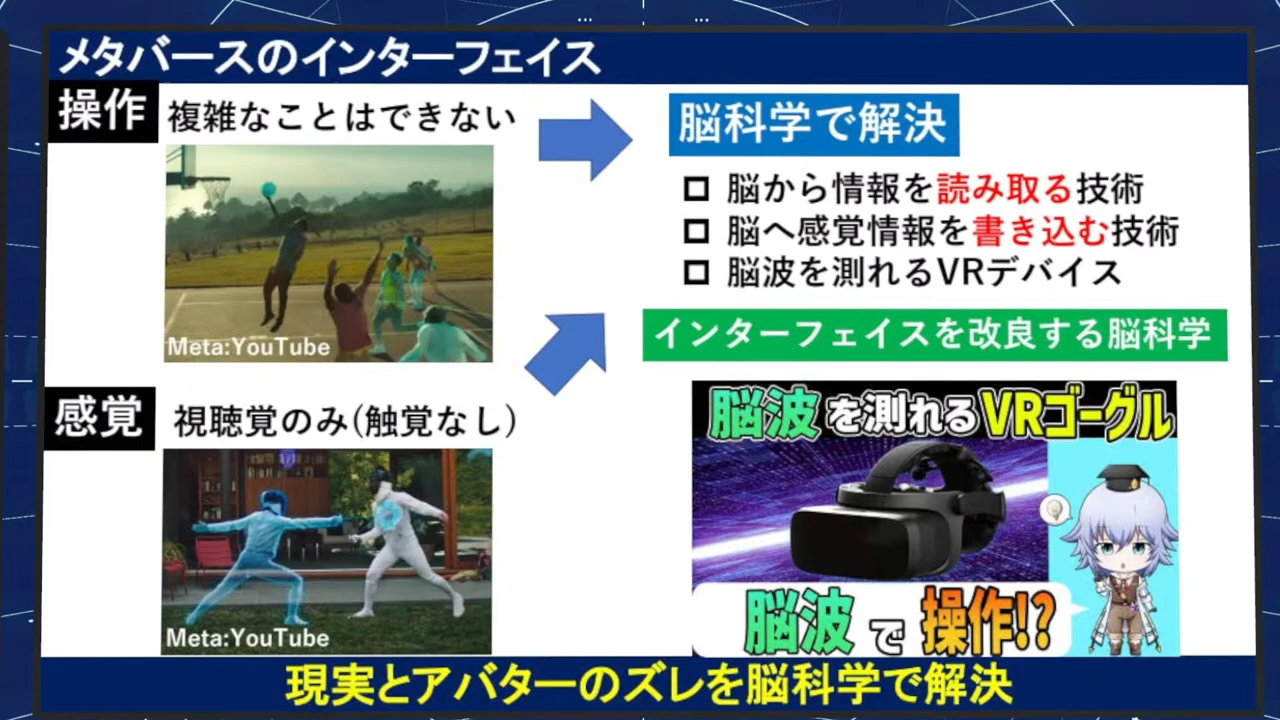 メタバースのインターフェイス
操作
複雑なことはできない
Meta:YouTube
感覚
視聴覚のみ(触覚なし)
Meta:YouTube
脳科学で解決
脳から情報を読み取る技術
脳へ感覚情報を書き込む技術
脳波を測れるVRデバイス
インターフェイスを改良する脳科学
脳波を測れるVRゴーグル
脳波で操作!?
現実とアバターのズレを脳科学で解決